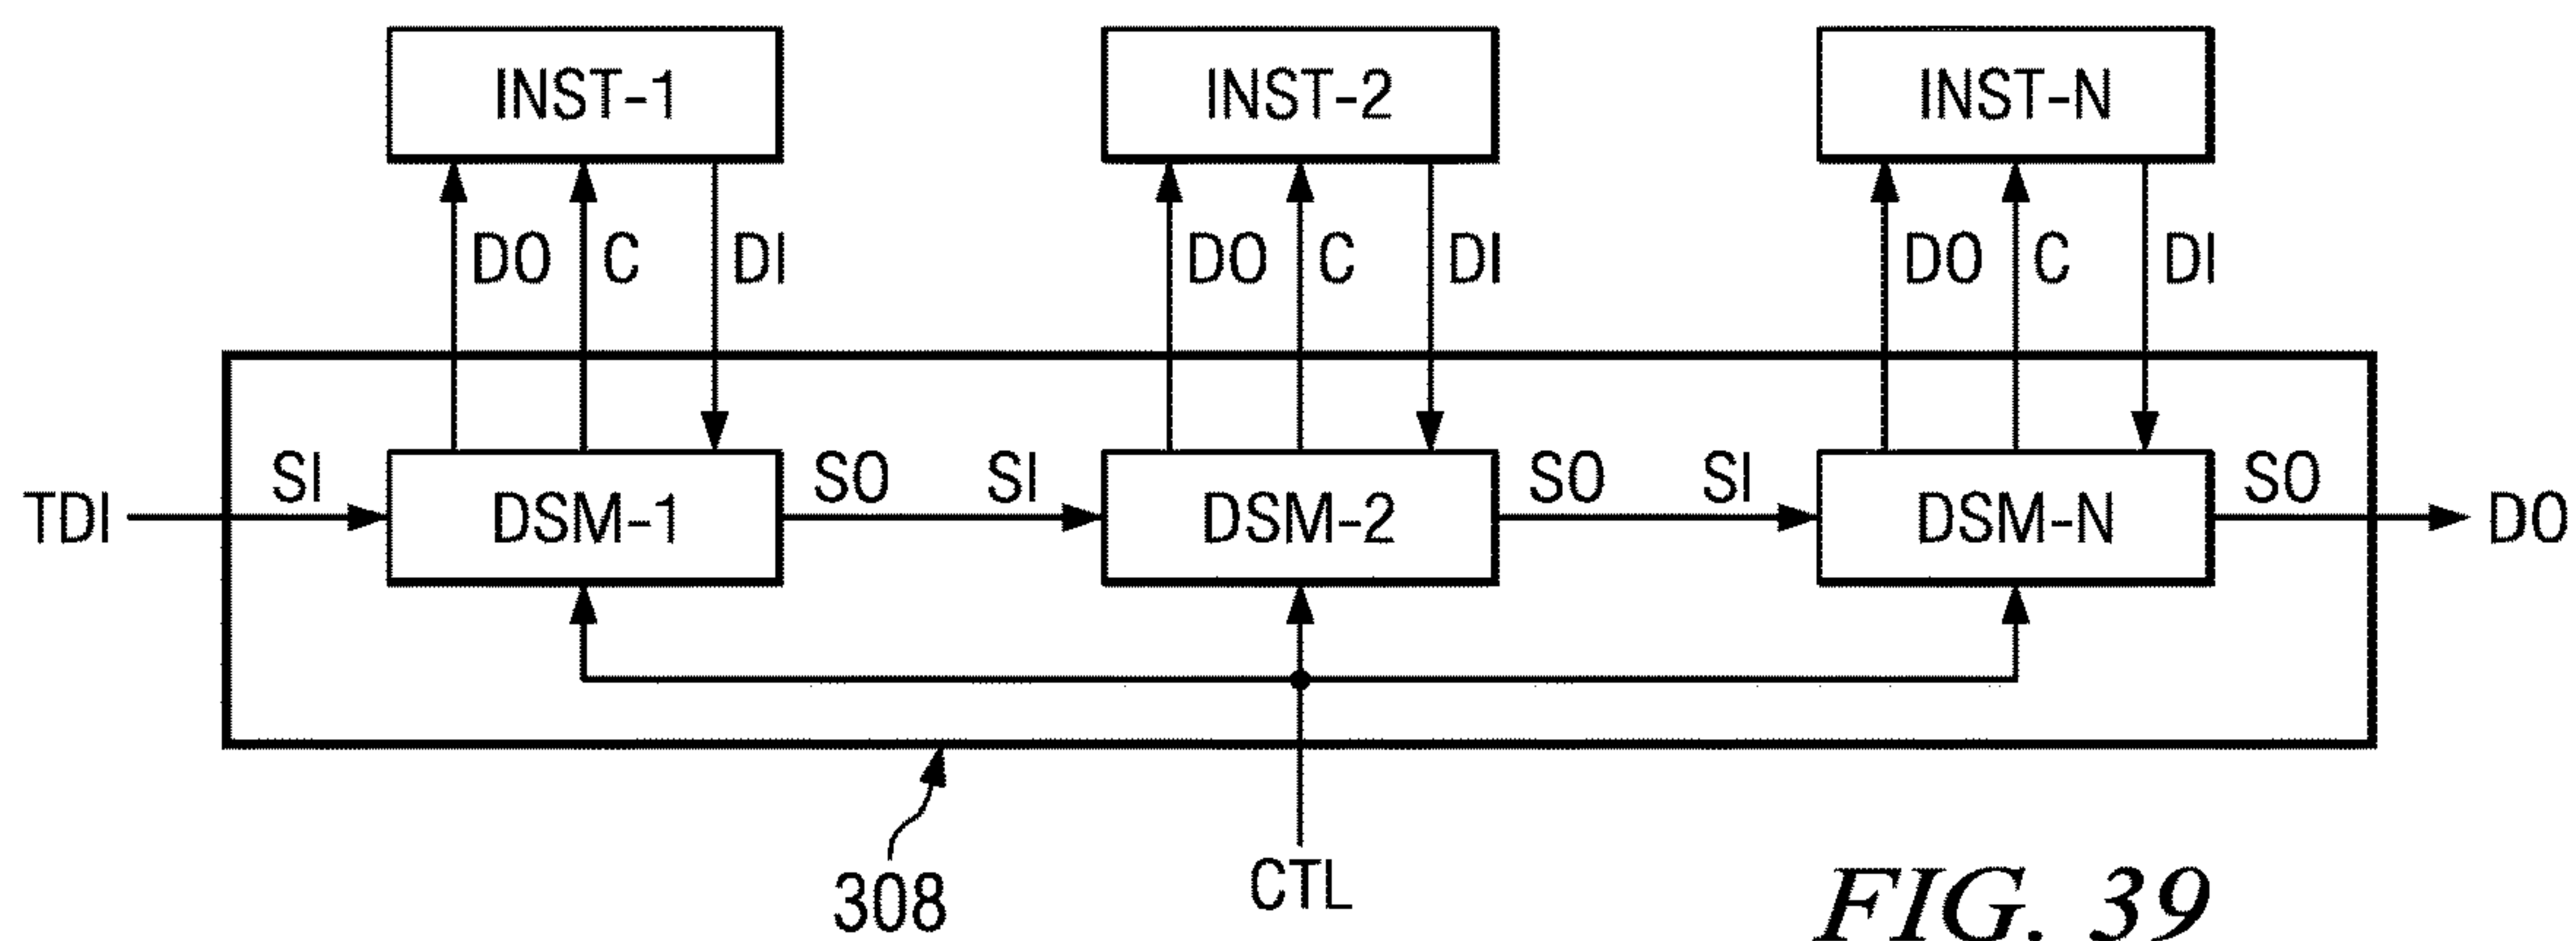 INST-1 INST-2 INST-N
DO C DI DO C DI DO C DI
SI SO SI SO SI SO
TDI DSM-1 DSM-2 DSM-N DO
308 CTL FIG. 39